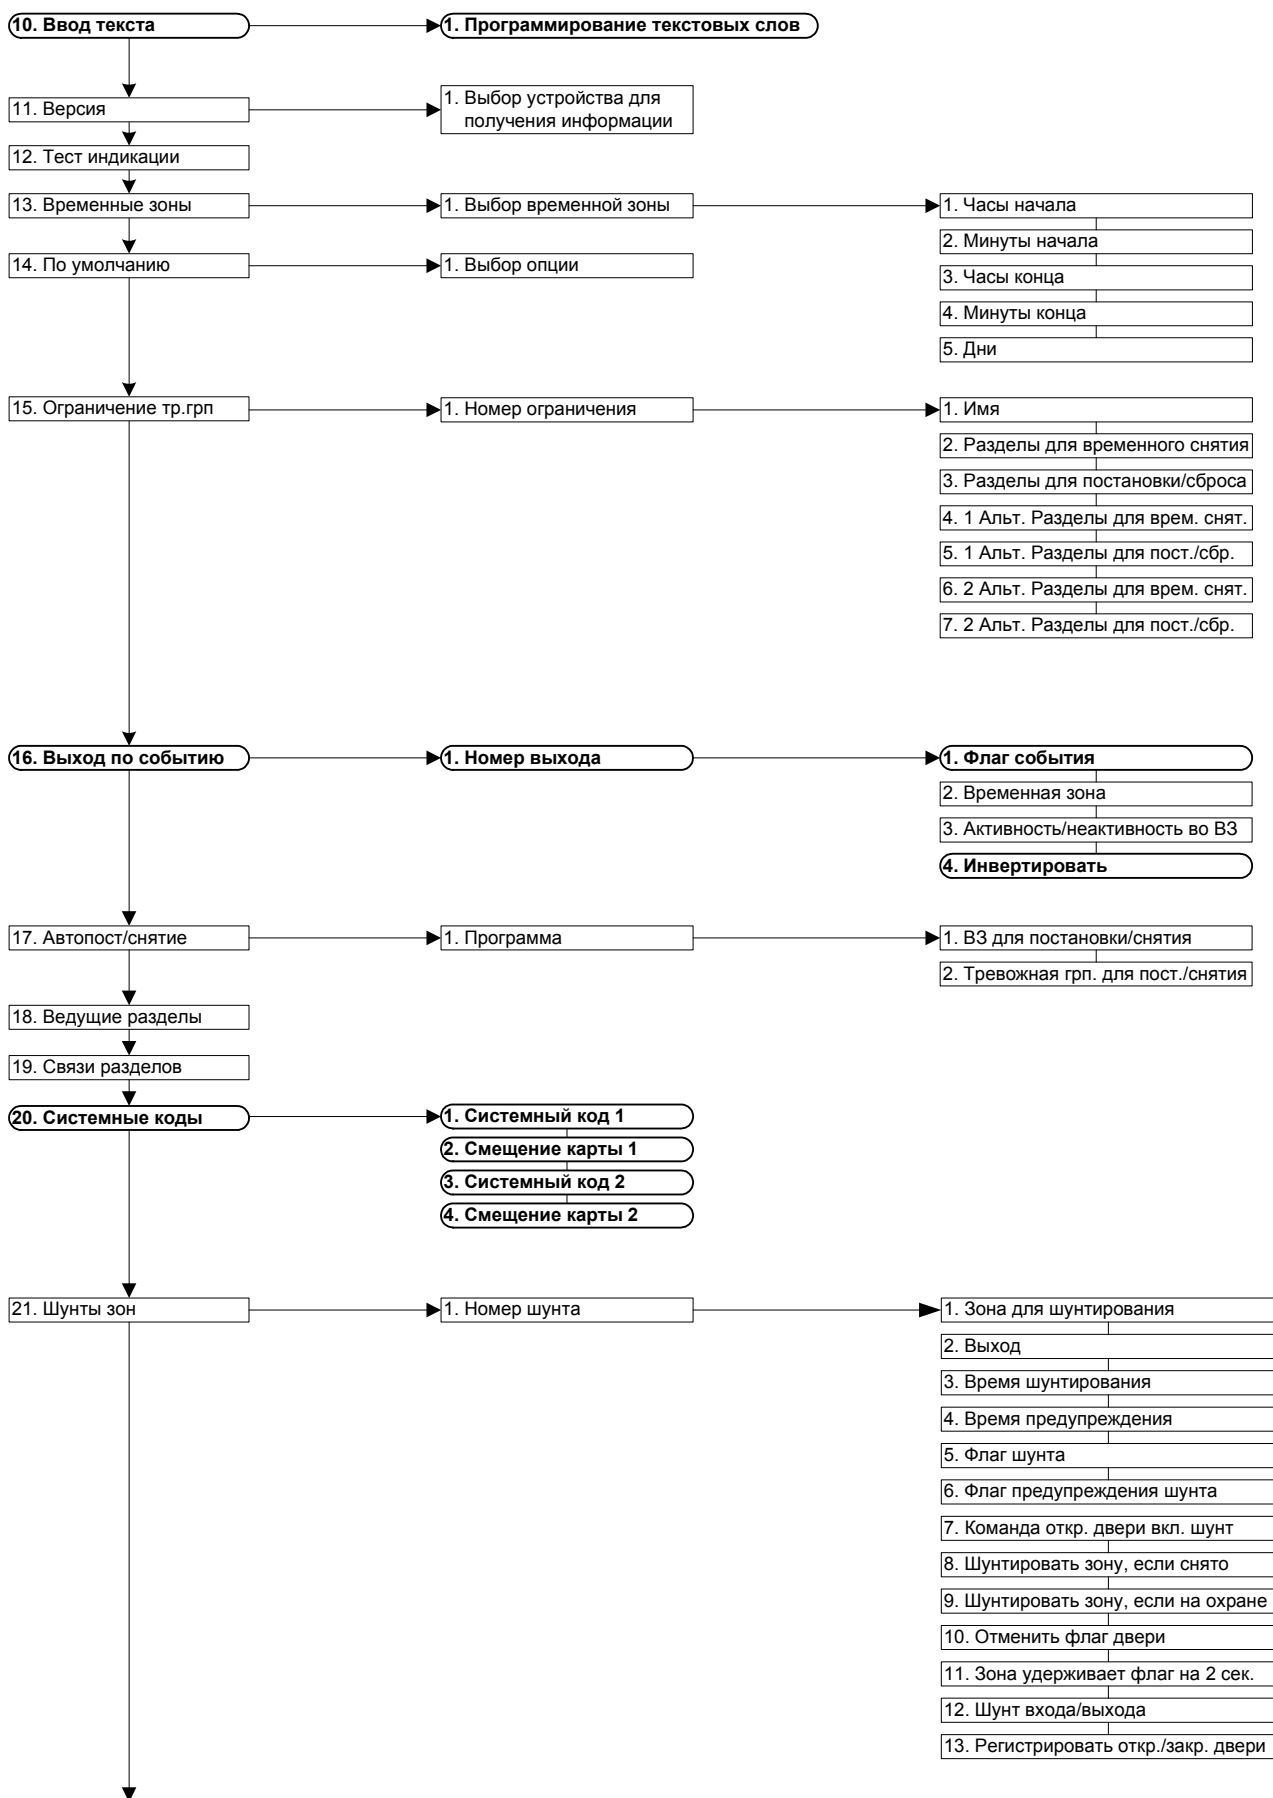 10. Ввод текста
1. Программирование текстовых слов
11. Версия
1. Выбор устройства для
получения информации
12. Тест индикации
13. Временные зоны
1. Выбор временной зоны
1. Часы начала
2. Минуты начала
3. Часы конца
4. Минуты конца
5. Дни
14. По умолчанию
1. Выбор опции
15. Ограничение тр.грп
1. Номер ограничения
1. Имя
2. Разделы для временного снятия
3. Разделы для постановки/сброса
4. 1 Альт. Разделы для врем. снят.
5. 1 Альт. Разделы для пост./сбр.
6. 2 Альт. Разделы для врем. снят.
7. 2 Альт. Разделы для пост./сбр.
16. Выход по событию
1. Номер выхода
1. Флаг события
2. Временная зона
3. Активность/неактивность во ВЗ
4. Инвертировать
17. Автопост/снятие
1. Программа
1. ВЗ для постановки/снятия
2. Тревожная грп. для пост./снятия
18. Ведущие разделы
19. Связи разделов
20. Системные коды
1. Системный код 1
2. Смещение карты 1
3. Системный код 2
4. Смещение карты 2
21. Шунты зон
1. Номер шунта
1. Зона для шунтирования
2. Выход
3. Время шунтирования
4. Время предупреждения
5. Флаг шунта
6. Флаг предупреждения шунта
7. Команда откр. двери вкл. шунт
8. Шунтировать зону, если снято
9. Шунтировать зону, если на охране
10. Отменить флаг двери
11. Зона удерживает флаг на 2 сек.
12. Шунт входа/выхода
13. Регистрировать откр./закр. двери